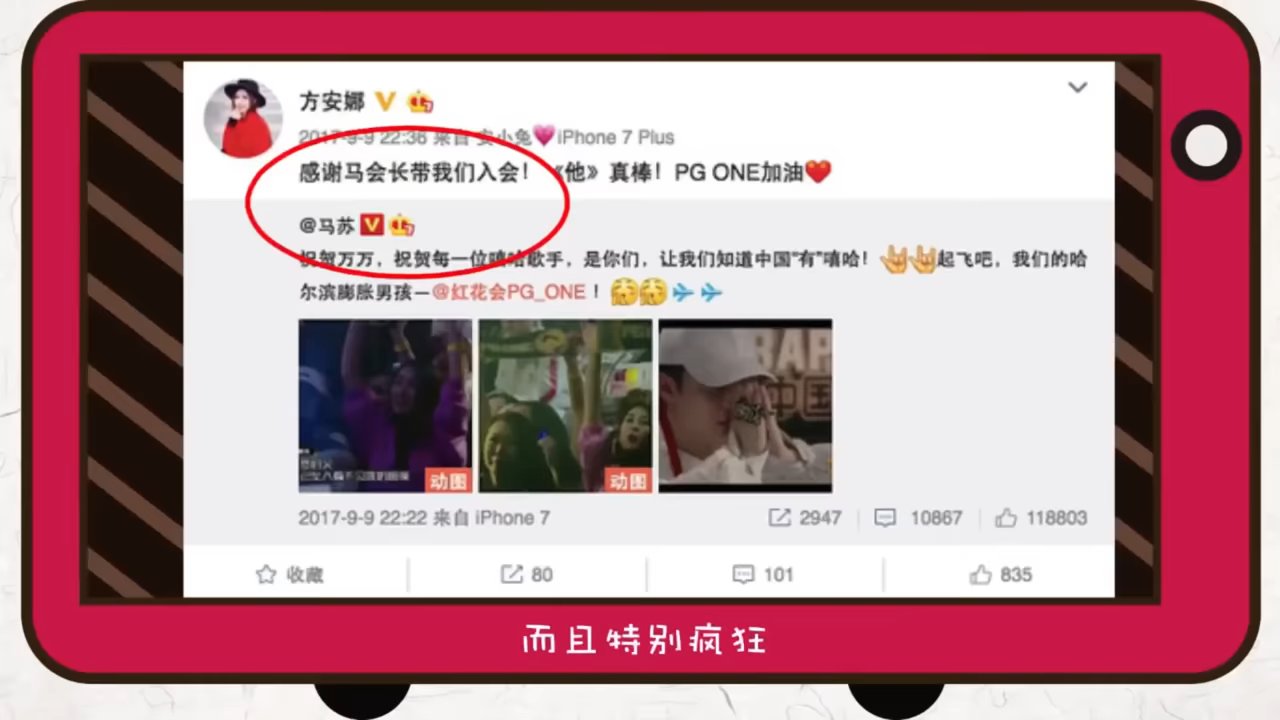 方安娜
2017-9-9 22:36 来自 安小兔💗iPhone 7 Plus
感谢马会长带我们入会！《他》真棒！PG ONE加油❤️
@马苏
祝贺万万，祝贺每一位嘻哈歌手，是你们，让我们知道中国“有”嘻哈！🤘🤘起飞吧，我们的哈
尔滨膨胀男孩—@红花会PG_ONE！
RAP
中国
动图
动图
2017-9-9 22:22 来自 iPhone 7
2947
10867
118803
收藏
80
101
835
而且特别疯狂